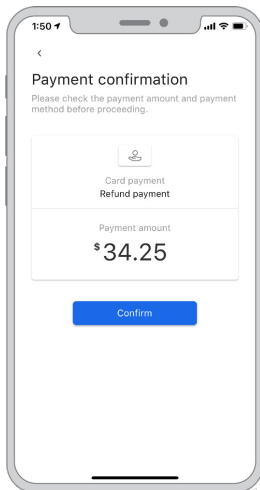 1:50
Payment confirmation
Please check the payment amount and payment
method before proceeding.
Card payment
Refund payment
Payment amount
$34.25
Confirm